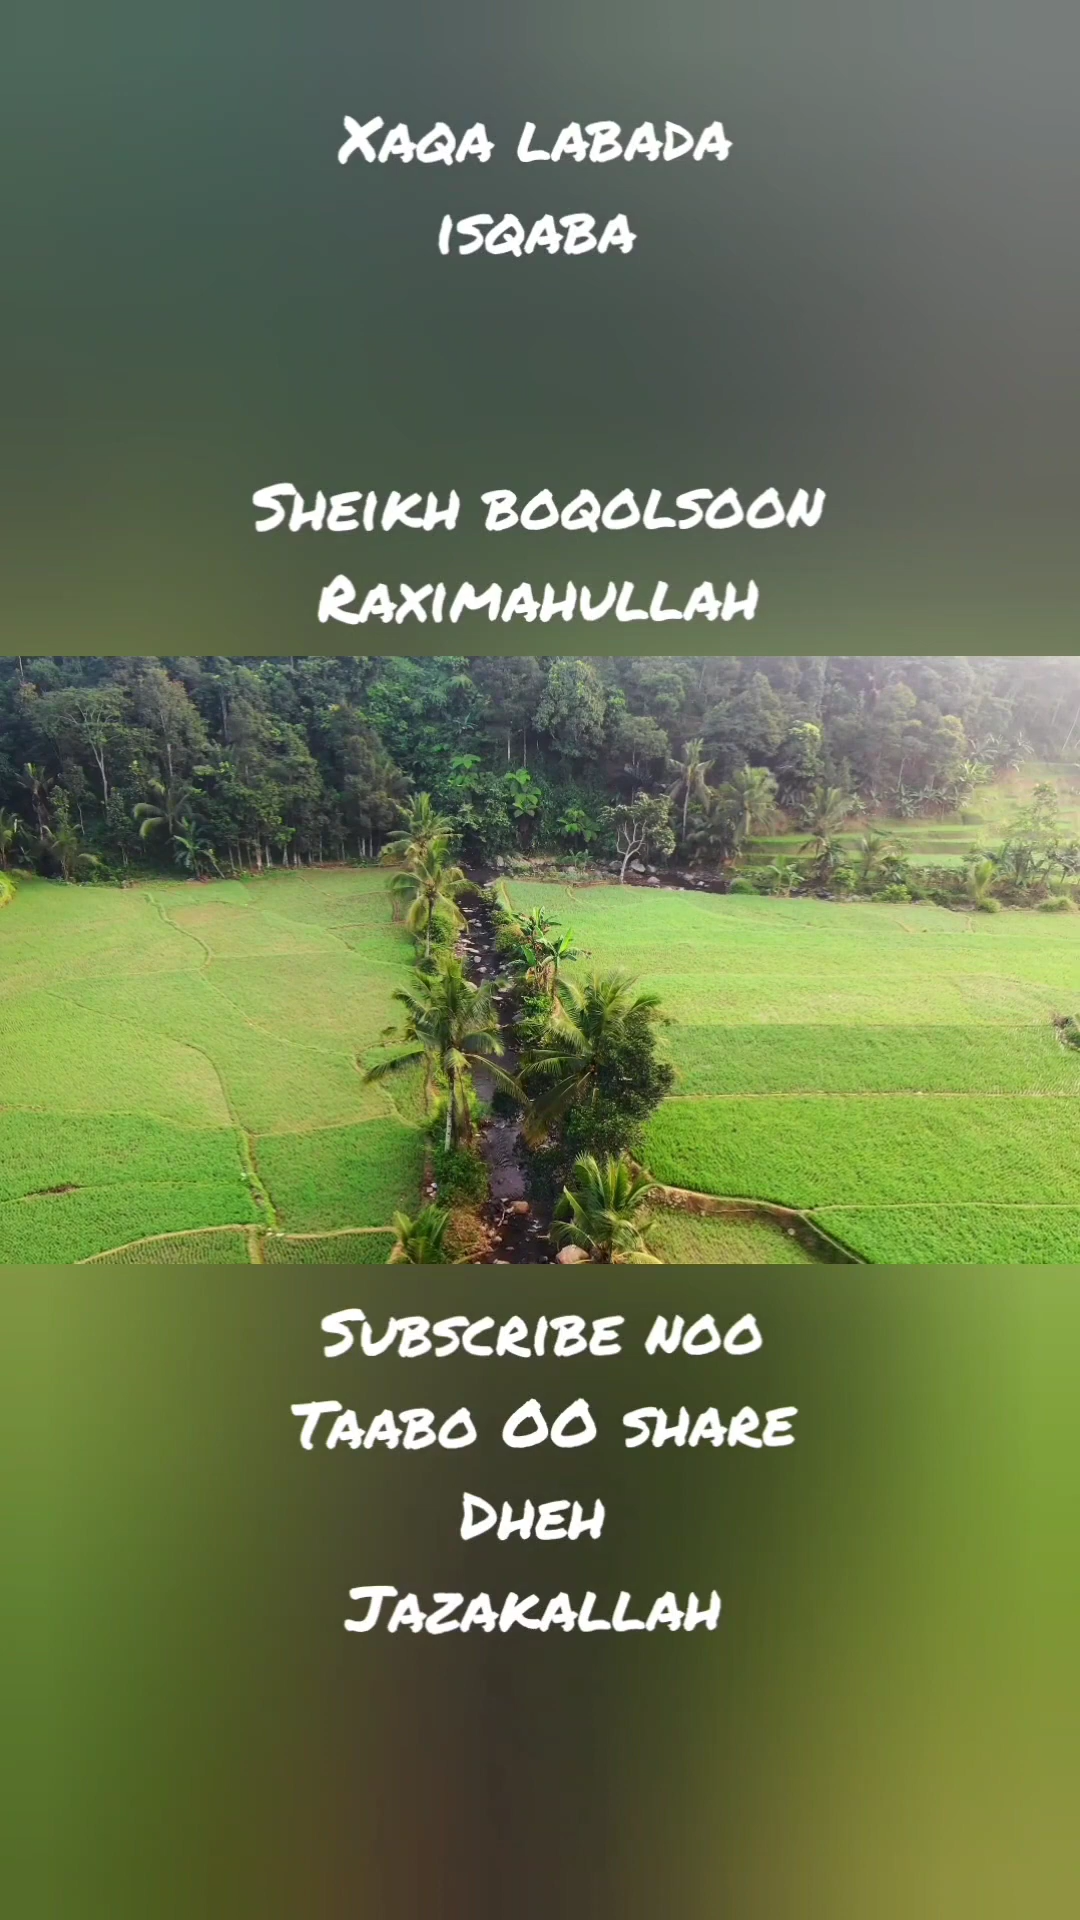 Xaqa labada
isqaba
Sheikh boqolsoon
Raximahullah
Subscribe noo
Taabo OO share
Dheh
Jazakallah